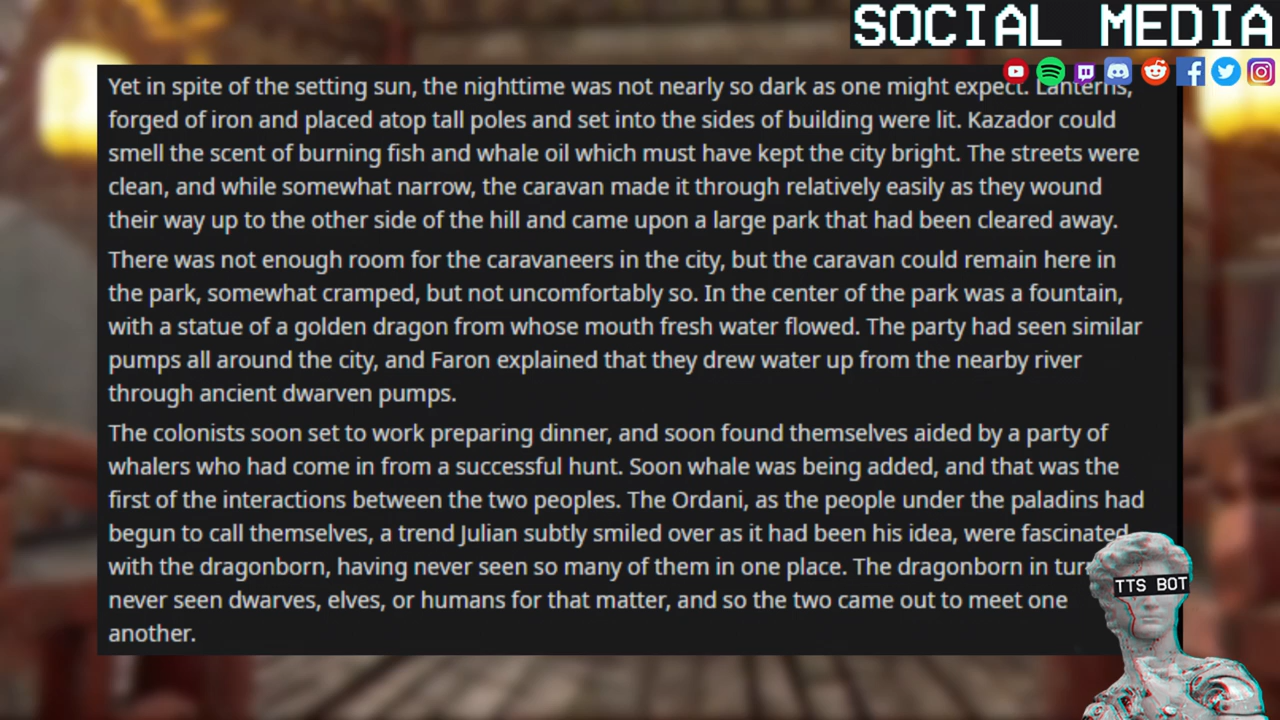 SOCIAL MEDIA
Yet in spite of the setting sun, the nighttime was not nearly so dark as one might expect. Lanterns,
forged of iron and placed atop tall poles and set into the sides of building were lit. Kazador could
smell the scent of burning fish and whale oil which must have kept the city bright. The streets were
clean, and while somewhat narrow, the caravan made it through relatively easily as they wound
their way up to the other side of the hill and came upon a large park that had been cleared away.
There was not enough room for the caravaneers in the city, but the caravan could remain here in
the park, somewhat cramped, but not uncomfortably so. In the center of the park was a fountain,
with a statue of a golden dragon from whose mouth fresh water flowed. The party had seen similar
pumps all around the city, and Faron explained that they drew water up from the nearby river
through ancient dwarven pumps.
The colonists soon set to work preparing dinner, and soon found themselves aided by a party of
whalers who had come in from a successful hunt. Soon whale was being added, and that was the
first of the interactions between the two peoples. The Ordani, as the people under the paladins had
begun to call themselves, a trend Julian subtly smiled over as it had been his idea, were fascinated
with the dragonborn, having never seen so many of them in one place. The dragonborn in
never seen dwarves, elves, or humans for that matter, and so the two came out to meet one
another.
TTS BOT